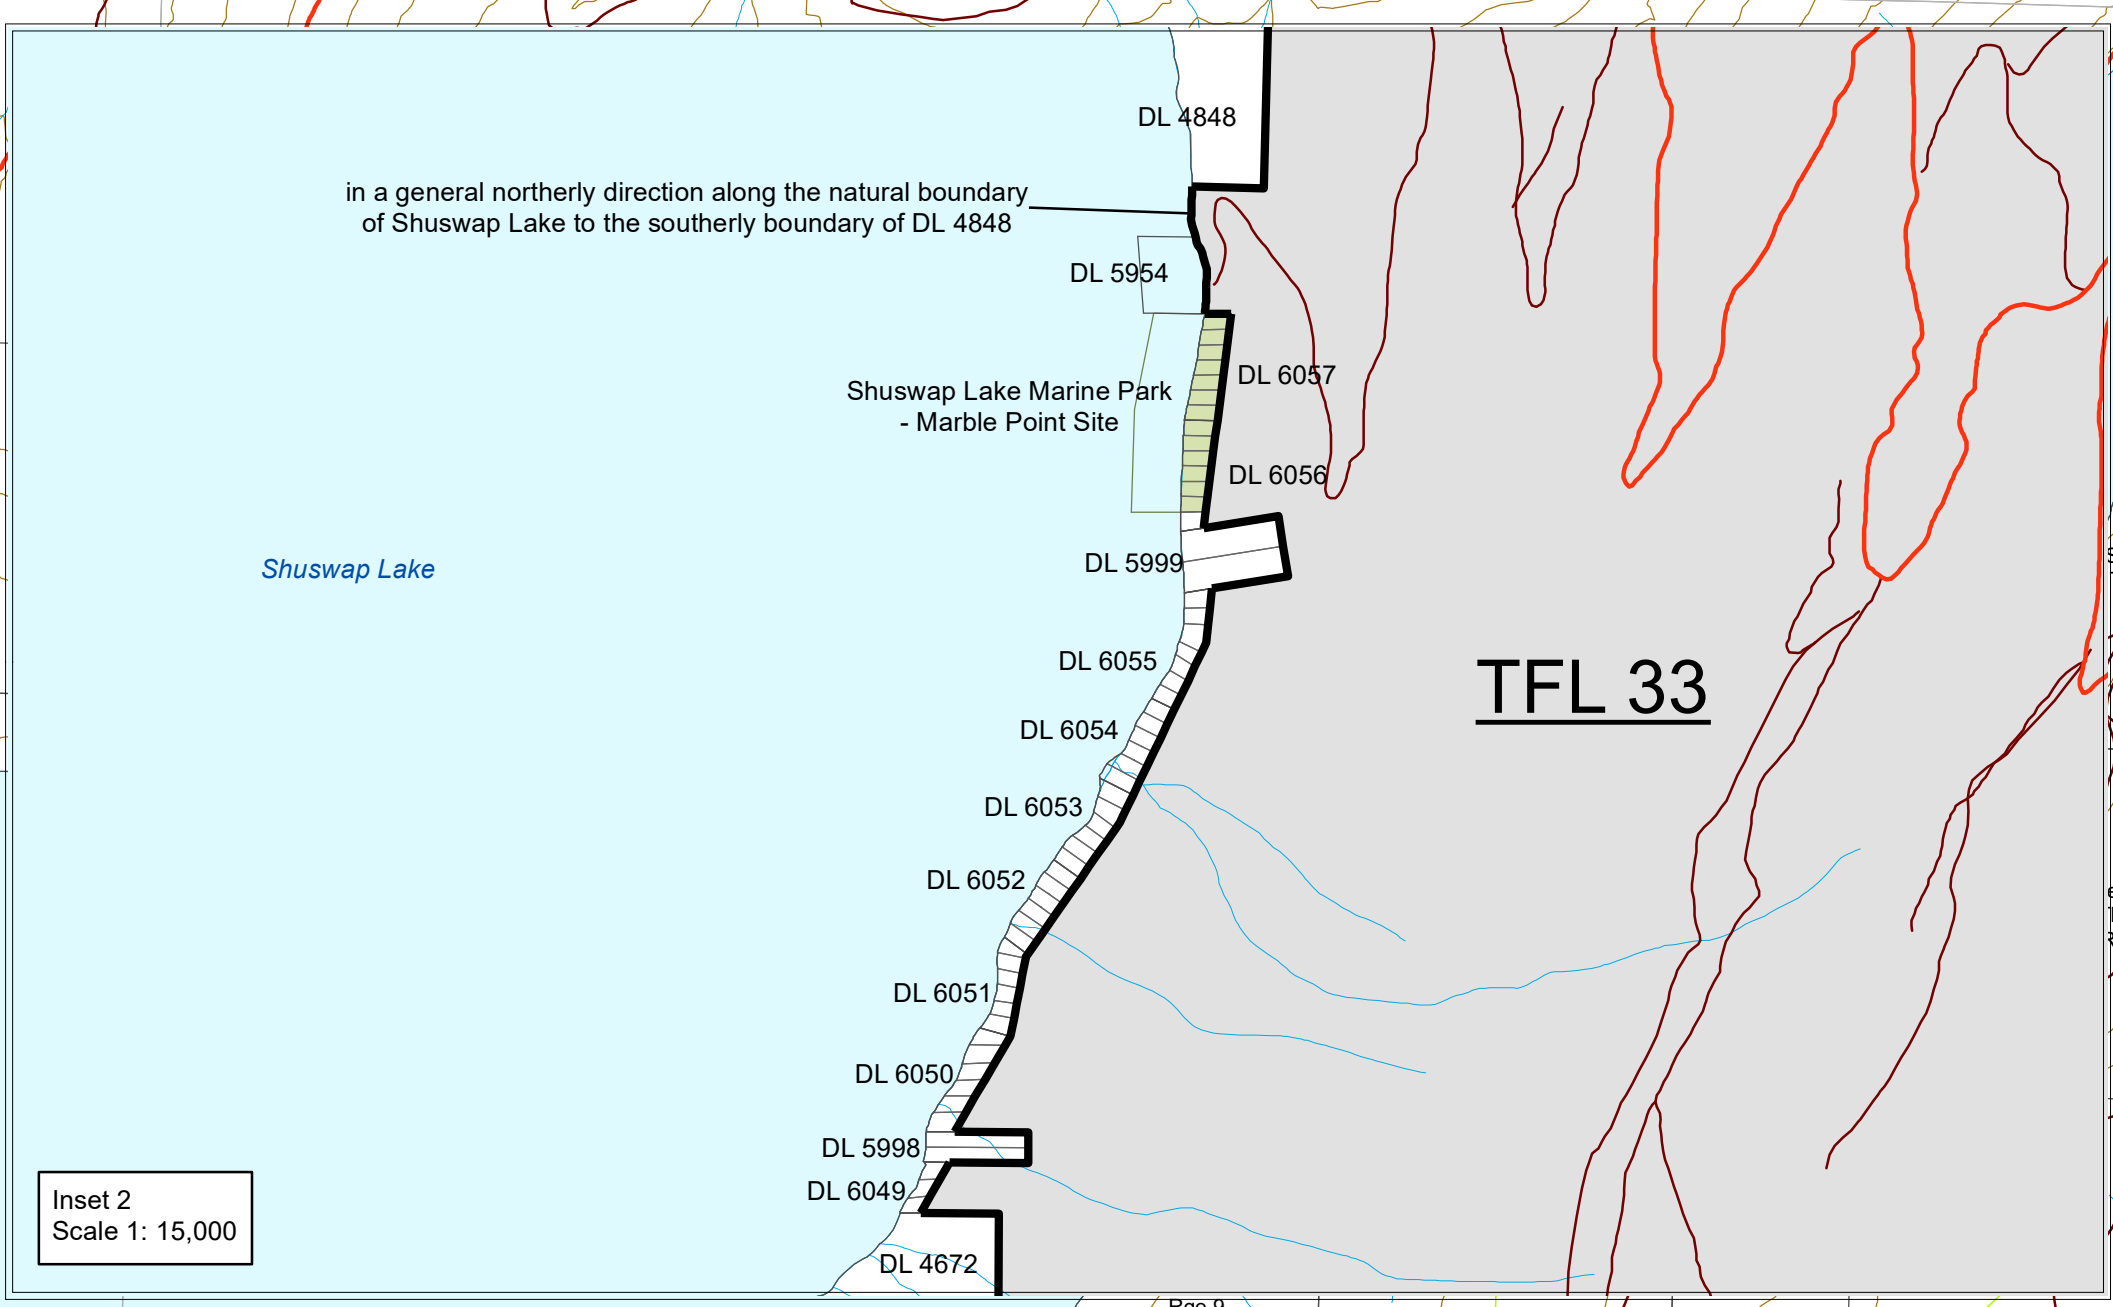 DL 4848
in a general northerly direction along the natural boundary
of Shuswap Lake to the southerly boundary of DL 4848
DL 5954
DL 6057
Shuswap Lake Marine Park
- Marble Point Site
DL 6056
DL 5999
Shuswap Lake
DL 6055
TFL 33
DL 6054
DL 6053
DL 6052
DL 6051
DL 6050
DL 5998
DL 6049
Inset 2
Scale 1: 15,000
DL 4672
Rge 9